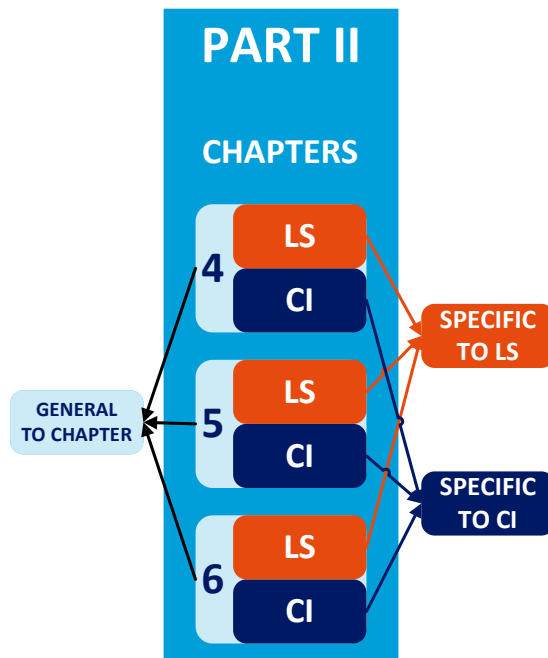 PART II
CHAPTERS
4
LS
CI
5
LS
CI
6
LS
CI
GENERAL
TO CHAPTER
SPECIFIC
TO LS
SPECIFIC
TO CI